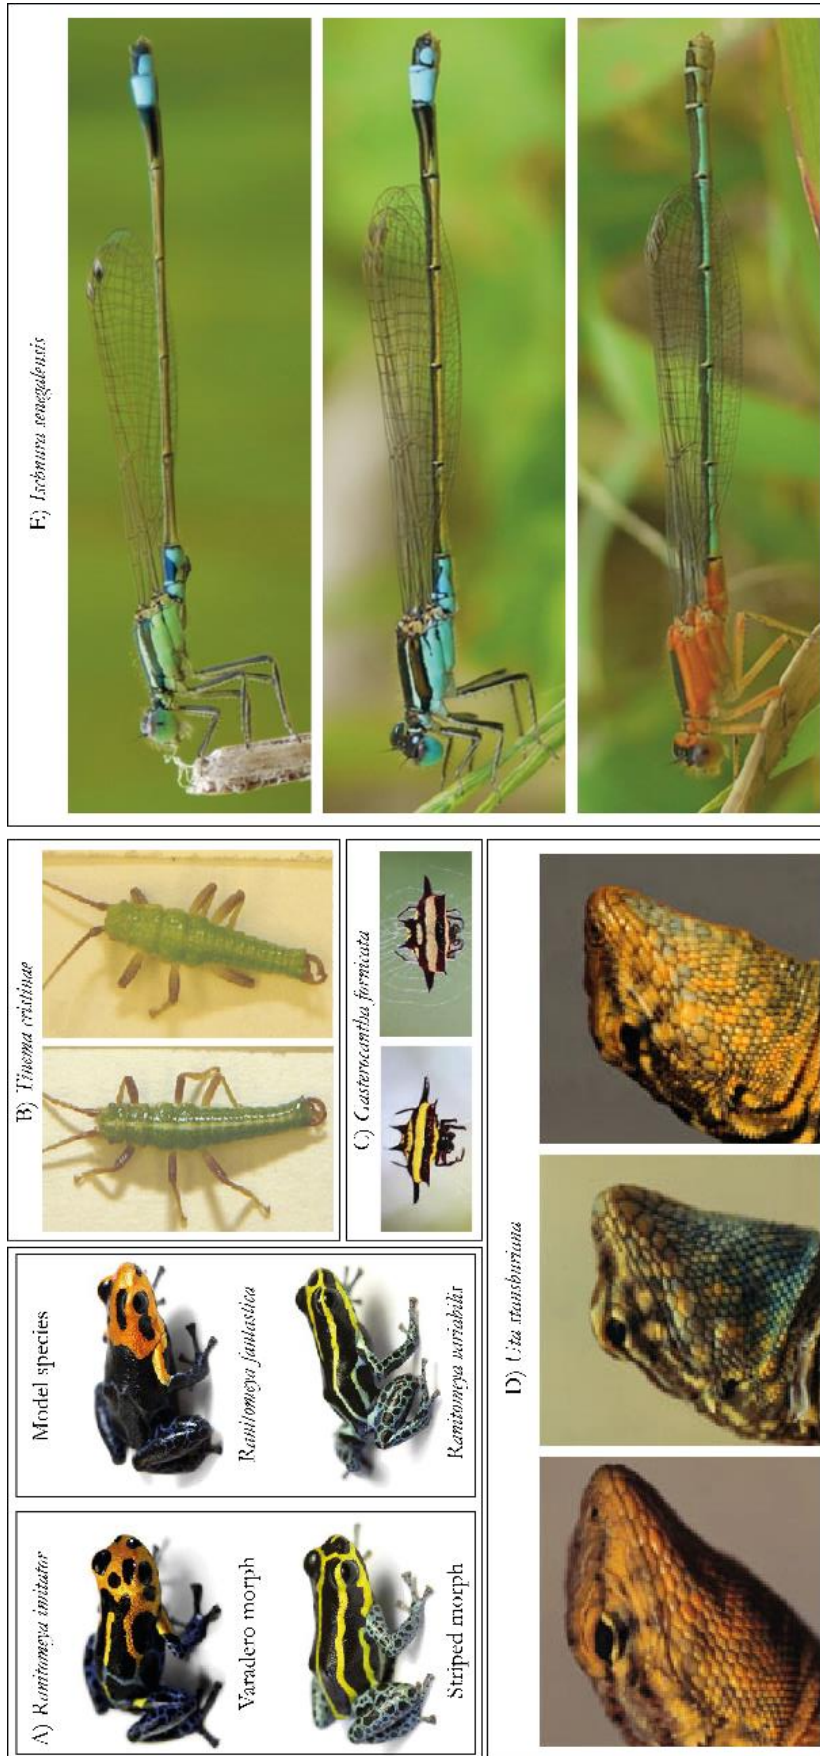 A) Ranitomeya imitator
Model species
Varadero morph
Ranitomeya fantastica
Striped morph
Ranitomeya variabilis
B) Timema cristinae
C) Gasteracantha fornicata
D) Uta stansburiana
E) Ischnura senegalensis